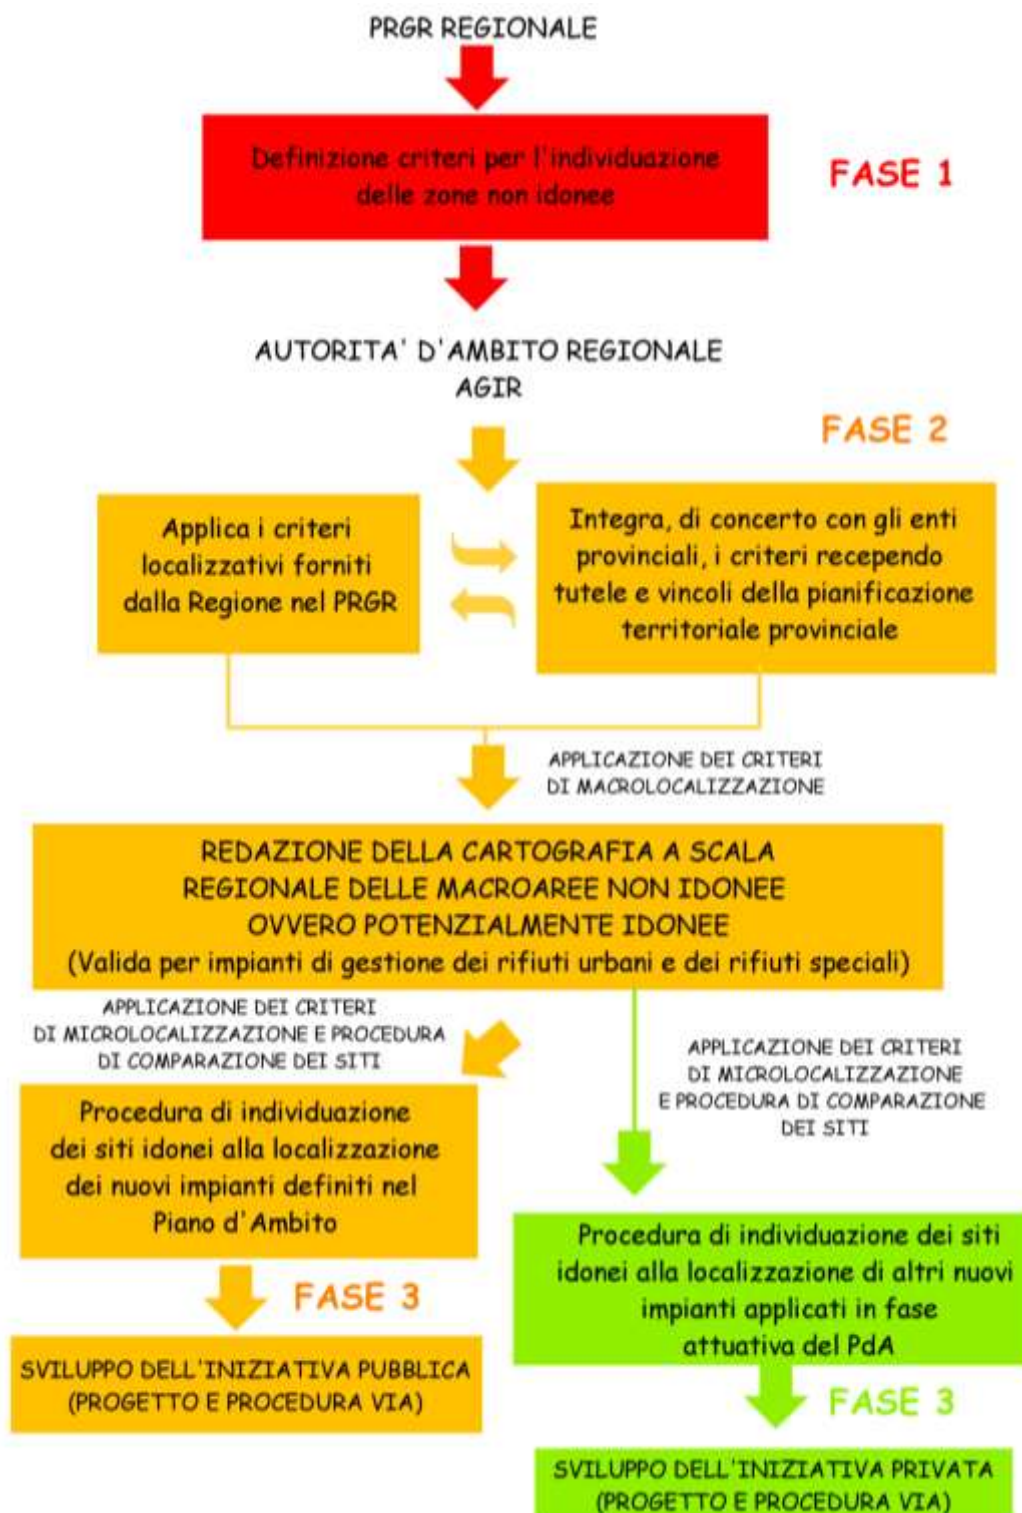 PRGR REGIONALE
Definizione criteri per l'individuazione
delle zone non idonee
FASE 1
AUTORITA' D'AMBITO REGIONALE
AGIR
FASE 2
Applica i criteri
localizzativi forniti
dalla Regione nel PRGR
Integra, di concerto con gli enti
provinciali, i criteri recependo
tutele e vincoli della pianificazione
territoriale provinciale
APPLICAZIONE DEI CRITERI
DI MACROLOCALIZZAZIONE
REDAZIONE DELLA CARTOGRAFIA A SCALA
REGIONALE DELLE MACROAREE NON IDONEE
OVVERO POTENZIALMENTE IDONEE
(Valida per impianti di gestione dei rifiuti urbani e dei rifiuti speciali)
APPLICAZIONE DEI CRITERI
DI MICROLOCALIZZAZIONE E PROCEDURA
DI COMPARAZIONE DEI SITI
APPLICAZIONE DEI CRITERI
DI MICROLOCALIZZAZIONE
E PROCEDURA DI COMPARAZIONE
DEI SITI
Procedura di individuazione
dei siti idonei alla localizzazione
dei nuovi impianti definiti nel
Piano d'Ambito
Procedura di individuazione dei siti
idonei alla localizzazione di altri nuovi
impianti applicati in fase
attuativa del PdA
FASE 3
SVILUPPO DELL'INIZIATIVA PUBBLICA
(PROGETTO E PROCEDURA VIA)
FASE 3
SVILUPPO DELL'INIZIATIVA PRIVATA
(PROGETTO E PROCEDURA VIA)